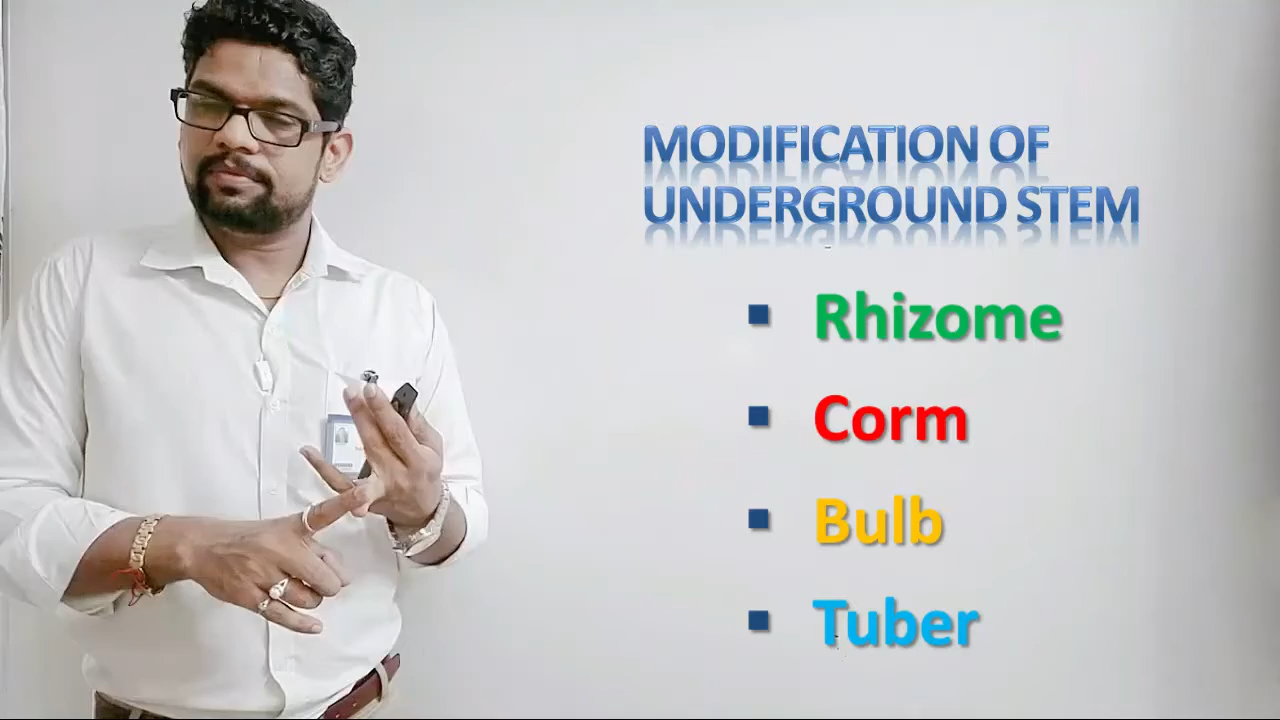 MODIFICATION OF
UNDERGROUND STEM
▪ Rhizome
▪ Corm
▪ Bulb
▪ Tuber